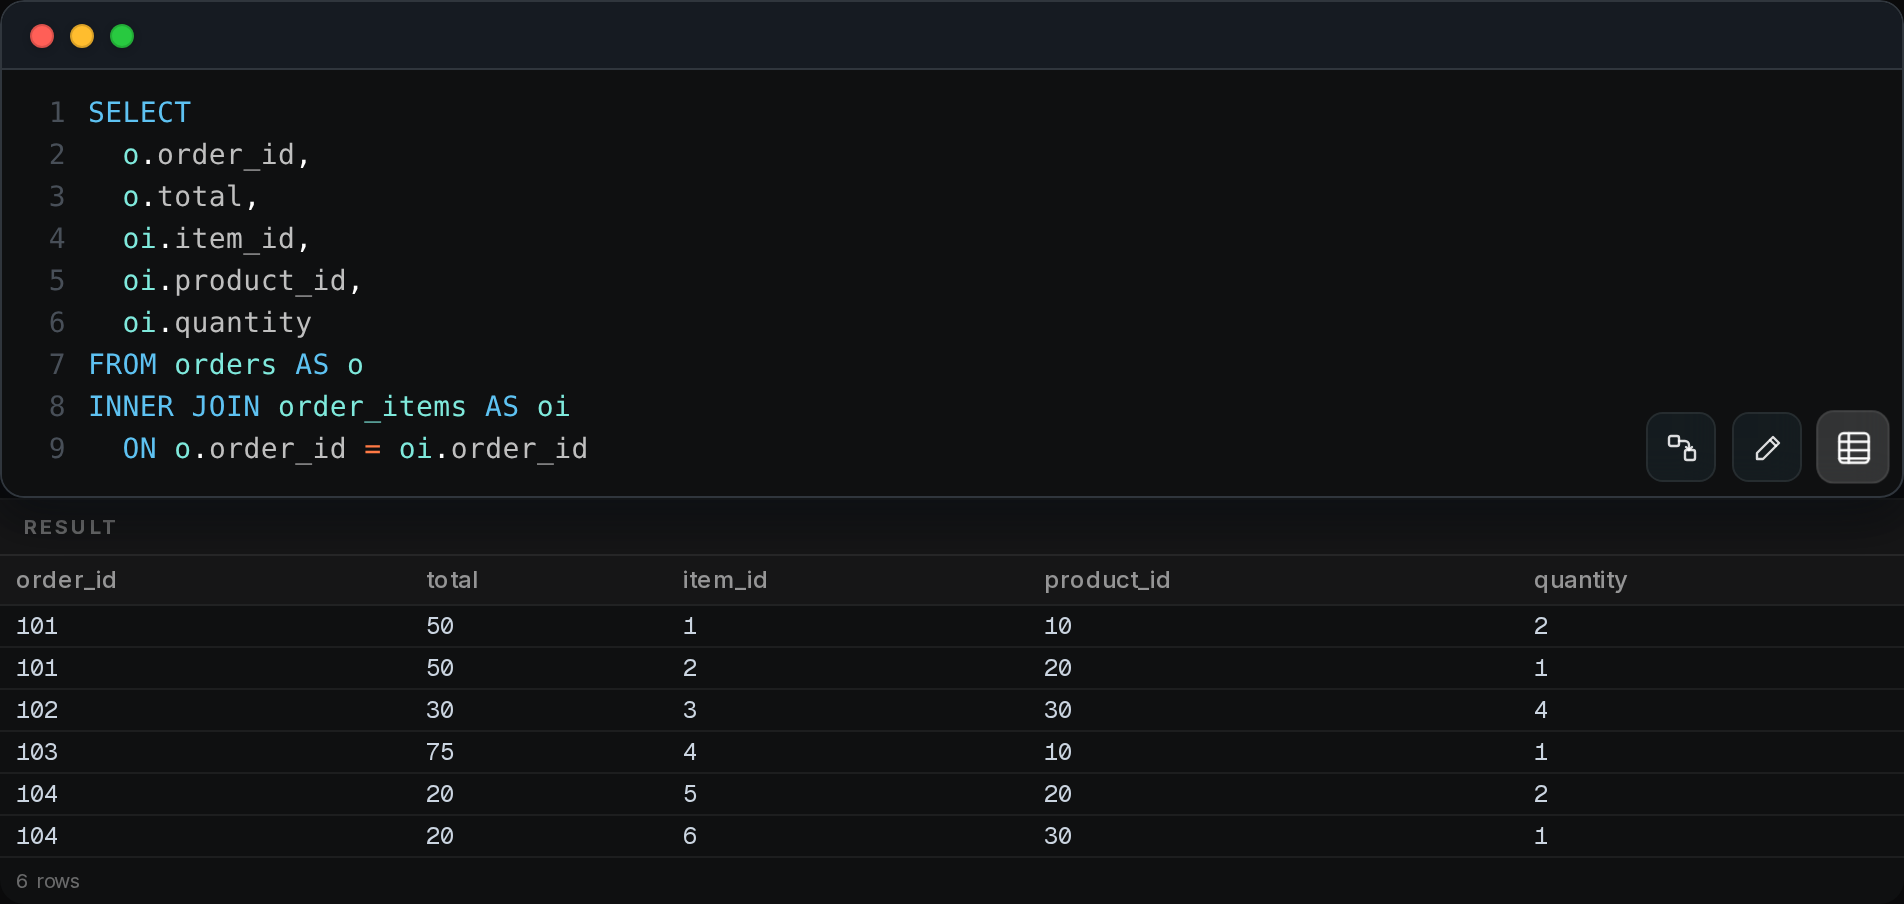 1 SELECT
2   o.order_id,
3   o.total,
4   oi.item_id,
5   oi.product_id,
6   oi.quantity
7 FROM orders AS o
8 INNER JOIN order_items AS oi
9   ON o.order_id = oi.order_id
RESULT
order_id total item_id product_id quantity
101 50 1 10 2
101 50 2 20 1
102 30 3 30 4
103 75 4 10 1
104 20 5 20 2
104 20 6 30 1
6 rows